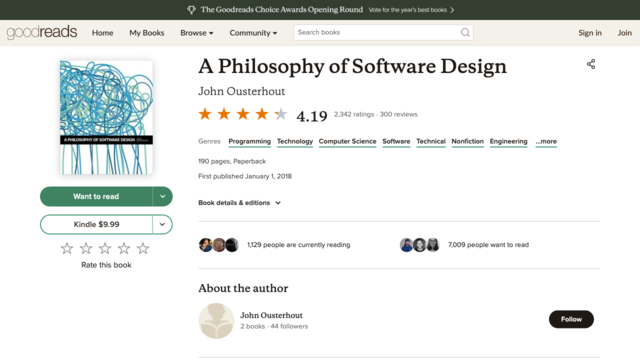 The Goodreads Choice Awards Opening Round Vote for the year's best books
goodreads Home My Books Browse Community Search books Sign in Join
A Philosophy of Software Design
John Ousterhout
4.19 2,342 ratings · 300 reviews
Genres Programming Technology Computer Science Software Technical Nonfiction Engineering ...more
190 pages, Paperback
First published January 1, 2018
Book details & editions
1,129 people are currently reading
7,009 people want to read
About the author
John Ousterhout
2 books · 44 followers
Follow
A PHILOSOPHY OF SOFTWARE DESIGN
Want to read
Kindle $9.99
Rate this book